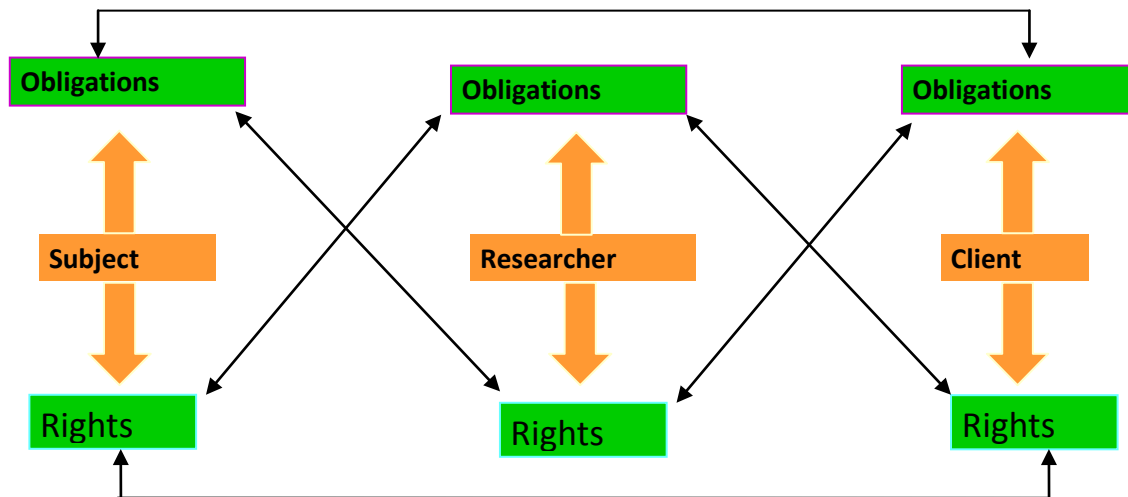 Obligations
Obligations
Obligations
Subject
Researcher
Client
Rights
Rights
Rights